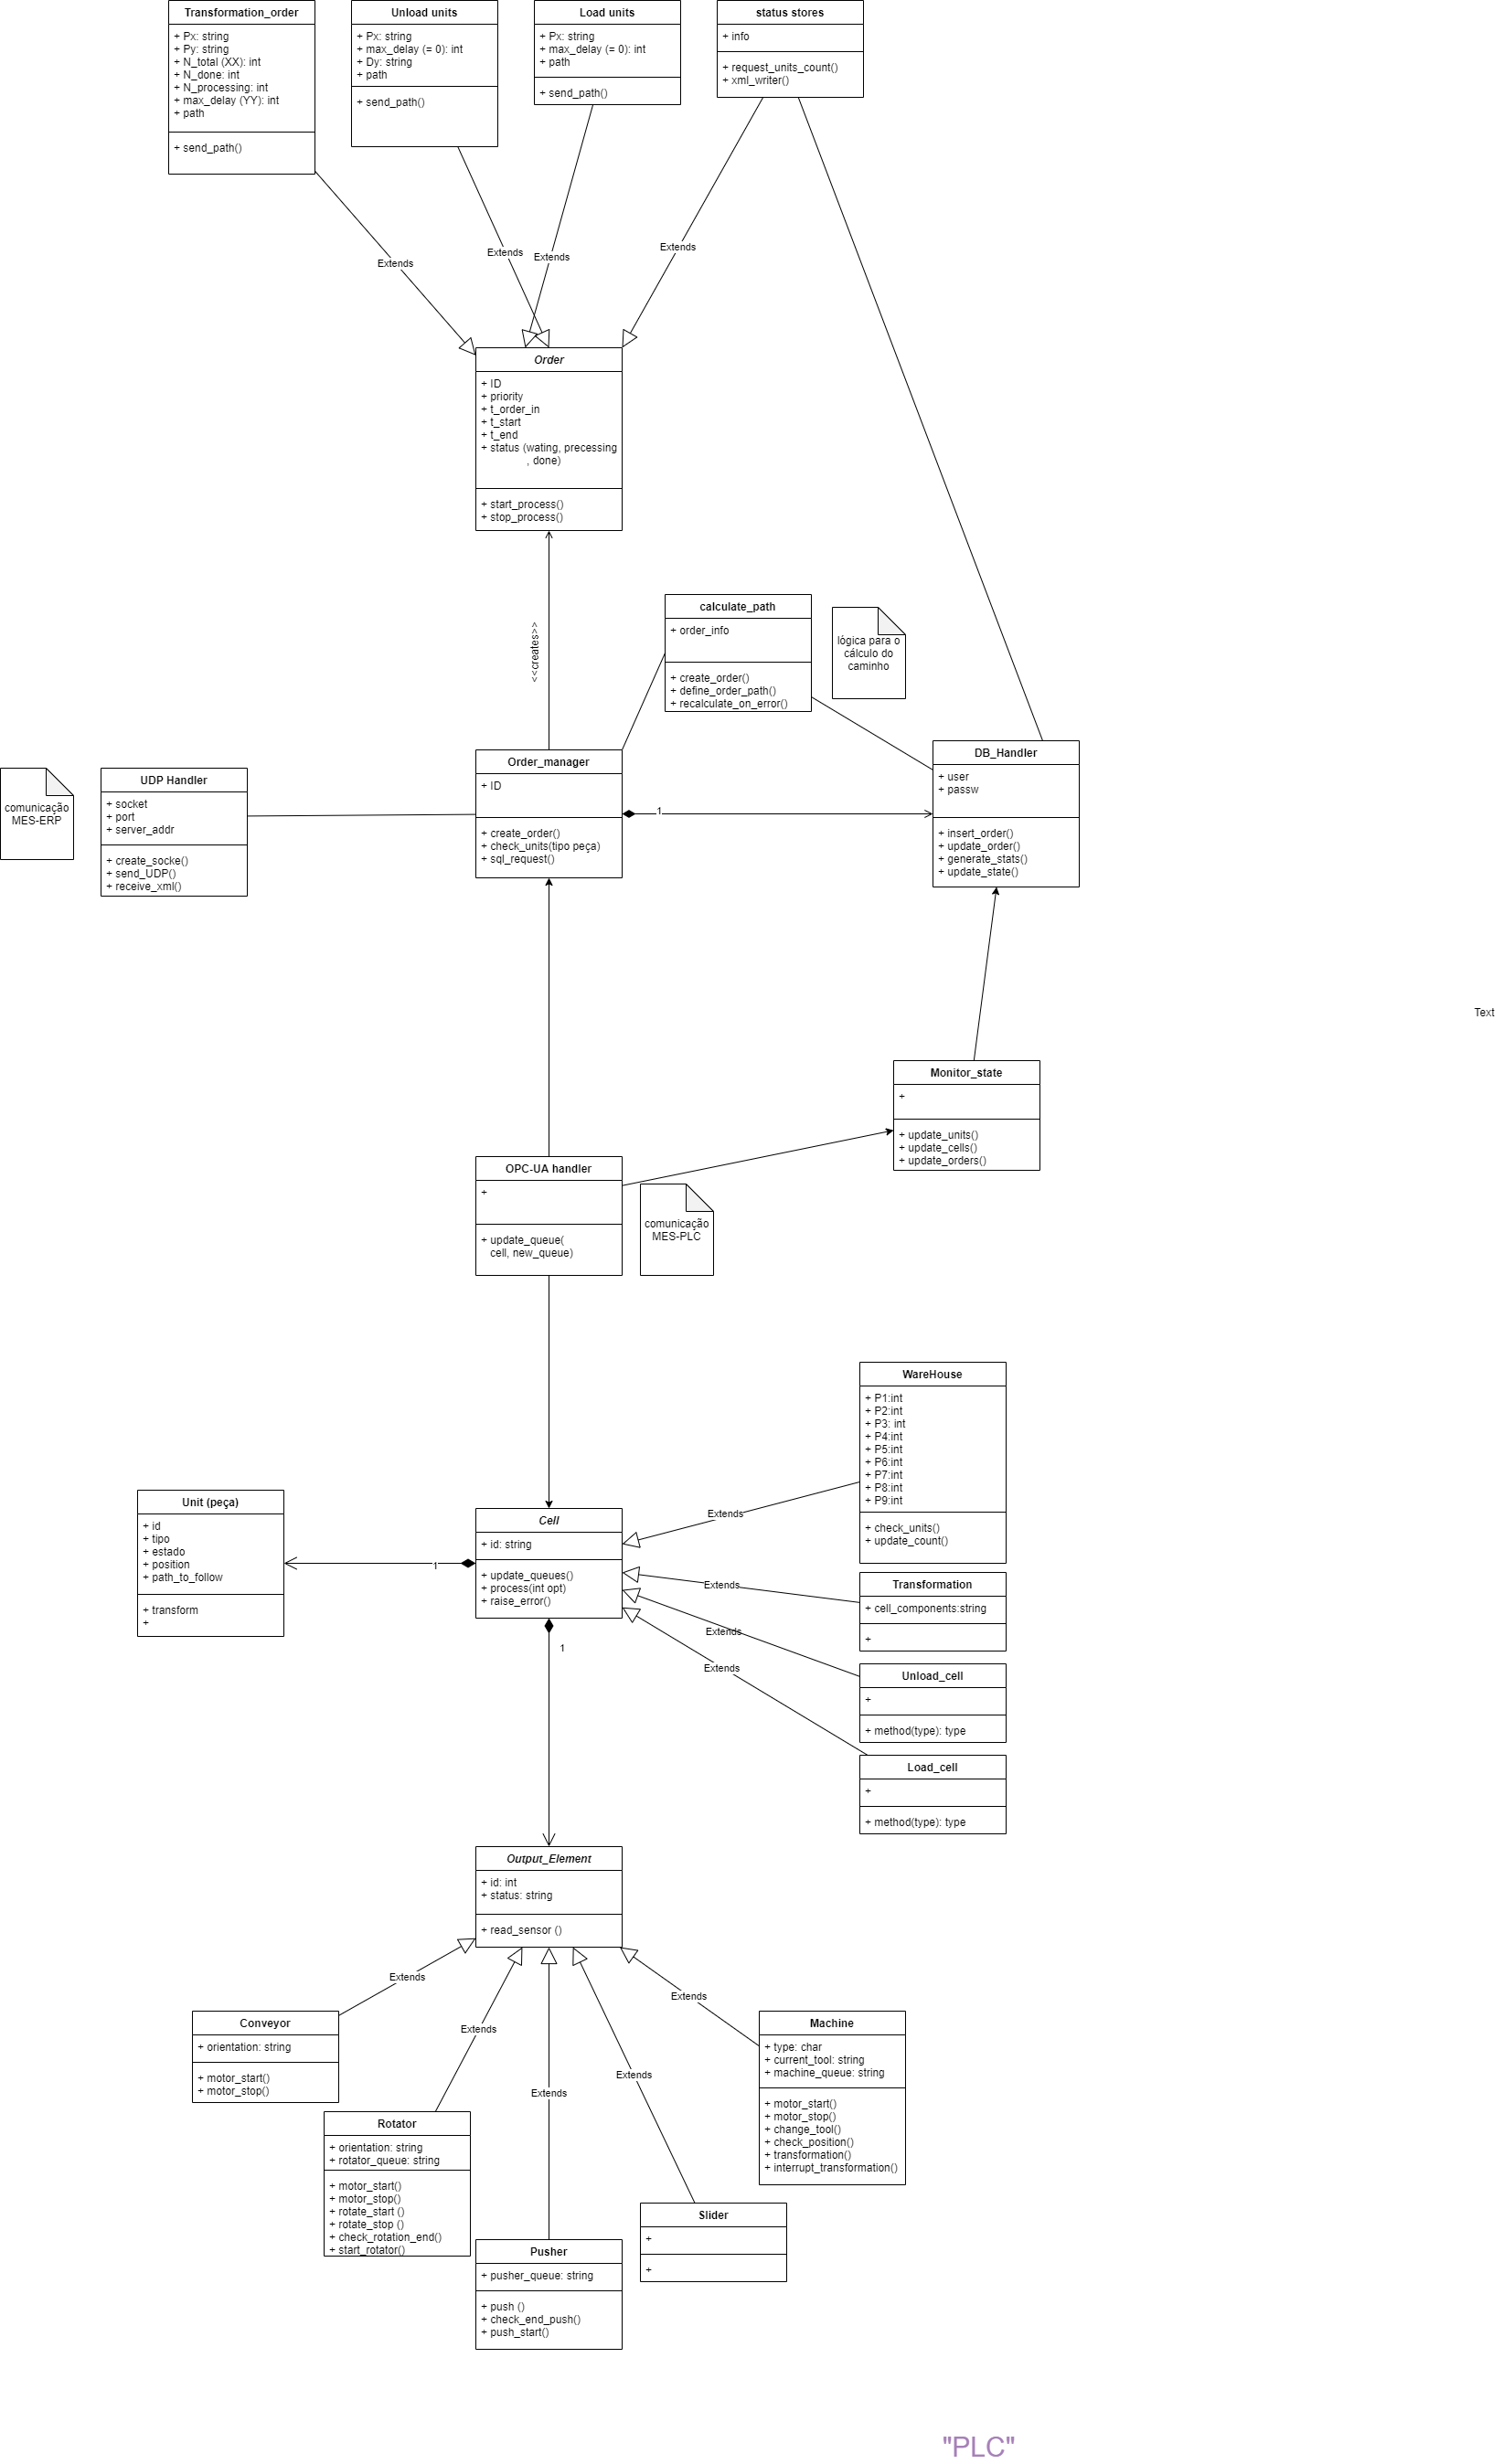 Transformation_order
+ Px: string
+ Py: string
+ N_total (XX): int
+ N_done: int
+ N_processing: int
+ max_delay (YY): int
+ path
+ send_path()
Unload units
+ Px: string
+ max_delay (= 0): int
+ Dy: string
+ path
+ send_path()
Load units
+ Px: string
+ max_delay (= 0): int
+ path
+ send_path()
status stores
+ info
+ request_units_count()
+ xml_writer()
Extends
Extends
Extends
Extends
Order
+ ID
+ priority
+ t_order_in
+ t_start
+ t_end
+ status (wating, precessing
, done)
+ start_process()
+ stop_process()
<<creates>>
calculate_path
+ order_info
+ create_order()
+ define_order_path()
+ recalculate_on_error()
lógica para o
cálculo do
caminho
comunicação
MES-ERP
UDP Handler
+ socket
+ port
+ server_addr
+ create_socke()
+ send_UDP()
+ receive_xml()
Order_manager
+ ID
+ create_order()
+ check_units(tipo peça)
+ sql_request()
1
DB_Handler
+ user
+ passw
+ insert_order()
+ update_order()
+ generate_stats()
+ update_state()
Text
Monitor_state
+
+ update_units()
+ update_cells()
+ update_orders()
OPC-UA handler
+
+ update_queue(
cell, new_queue)
comunicação
MES-PLC
WareHouse
+ P1:int
+ P2:int
+ P3: int
+ P4:int
+ P5:int
+ P6:int
+ P7:int
+ P8:int
+ P9:int
+ check_units()
+ update_count()
Unit (peça)
+ id
+ tipo
+ estado
+ position
+ path_to_follow
+ transform
+
1
Cell
+ id: string
+ update_queues()
+ process(int opt)
+ raise_error()
1
Extends
Extends
Extends
Extends
Transformation
+ cell_components:string
+
Unload_cell
+
+ method(type): type
Load_cell
+
+ method(type): type
Output_Element
+ id: int
+ status: string
+ read_sensor ()
Extends
Extends
Extends
Extends
Extends
Conveyor
+ orientation: string
+ motor_start()
+ motor_stop()
Rotator
+ orientation: string
+ rotator_queue: string
+ motor_start()
+ motor_stop()
+ rotate_start ()
+ rotate_stop ()
+ check_rotation_end()
+ start_rotator()
Pusher
+ pusher_queue: string
+ push ()
+ check_end_push()
+ push_start()
Slider
+
+
Machine
+ type: char
+ current_tool: string
+ machine_queue: string
+ motor_start()
+ motor_stop()
+ change_tool()
+ check_position()
+ transformation()
+ interrupt_transformation()
"PLC"